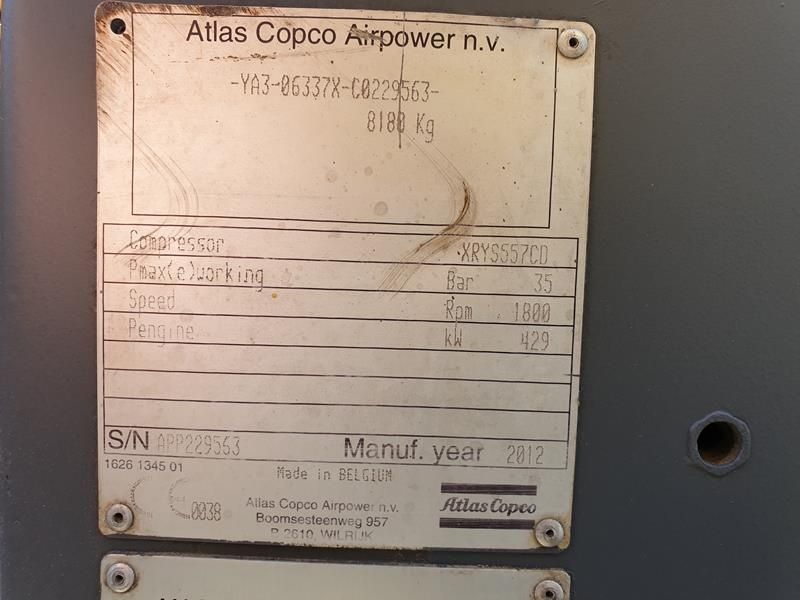 Atlas Copco Airpower n.v.
-YA3-06337X-C0229563-
8180 Kg
Compressor XRYS557CD
Pmax(e)working Bar 35
Speed Rpm 1800
Pengine kW 429
S/N APP229563 Manuf. year 2012
1626 1345 01
Made in BELGIUM
CE 0038
Atlas Copco Airpower n.v.
Boomsesteenweg 957
B 2610, WILRIJK
Atlas Copco